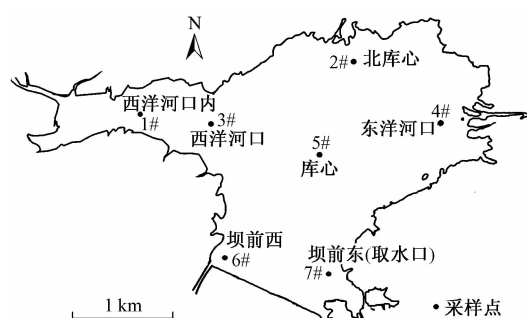 N
2# 北库心
西洋河口内
1#
3#
西洋河口
4#
东洋河口
5#
库心
坝前西
6#
坝前东(取水口)
7#
1 km
采样点